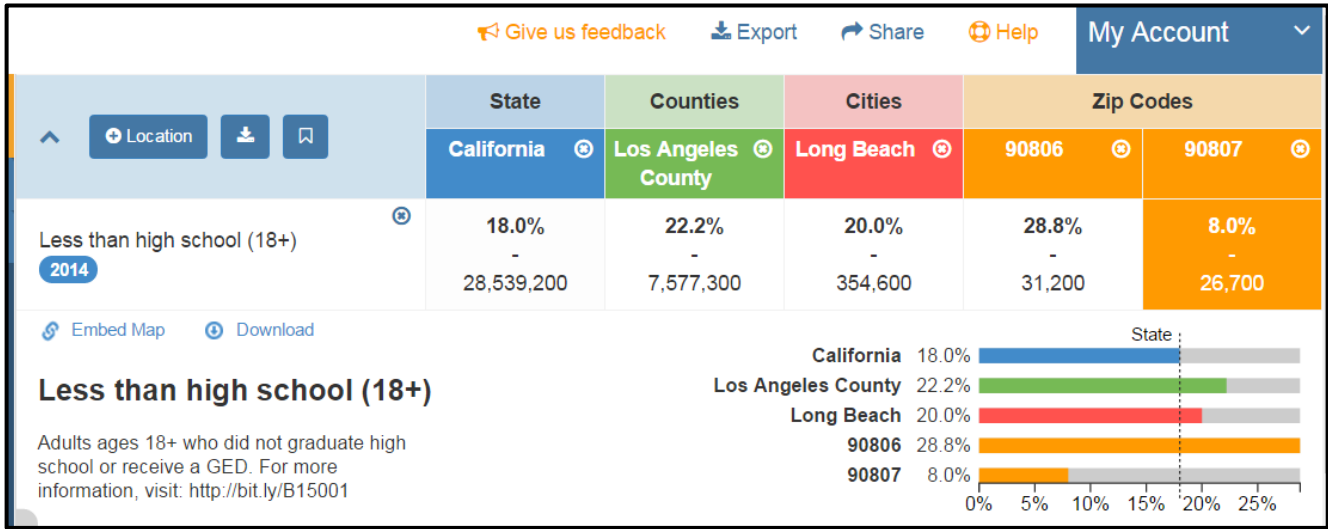 Give us feedback Export Share Help My Account
State Counties Cities Zip Codes
Location California Los Angeles County Long Beach 90806 90807
Less than high school (18+)
2014
18.0% 22.2% 20.0% 28.8% 8.0%
- - - - -
28,539,200 7,577,300 354,600 31,200 26,700
Embed Map Download
Less than high school (18+)
Adults ages 18+ who did not graduate high
school or receive a GED. For more
information, visit: http://bit.ly/B15001
State
California 18.0%
Los Angeles County 22.2%
Long Beach 20.0%
90806 28.8%
90807 8.0%
0% 5% 10% 15% 20% 25%